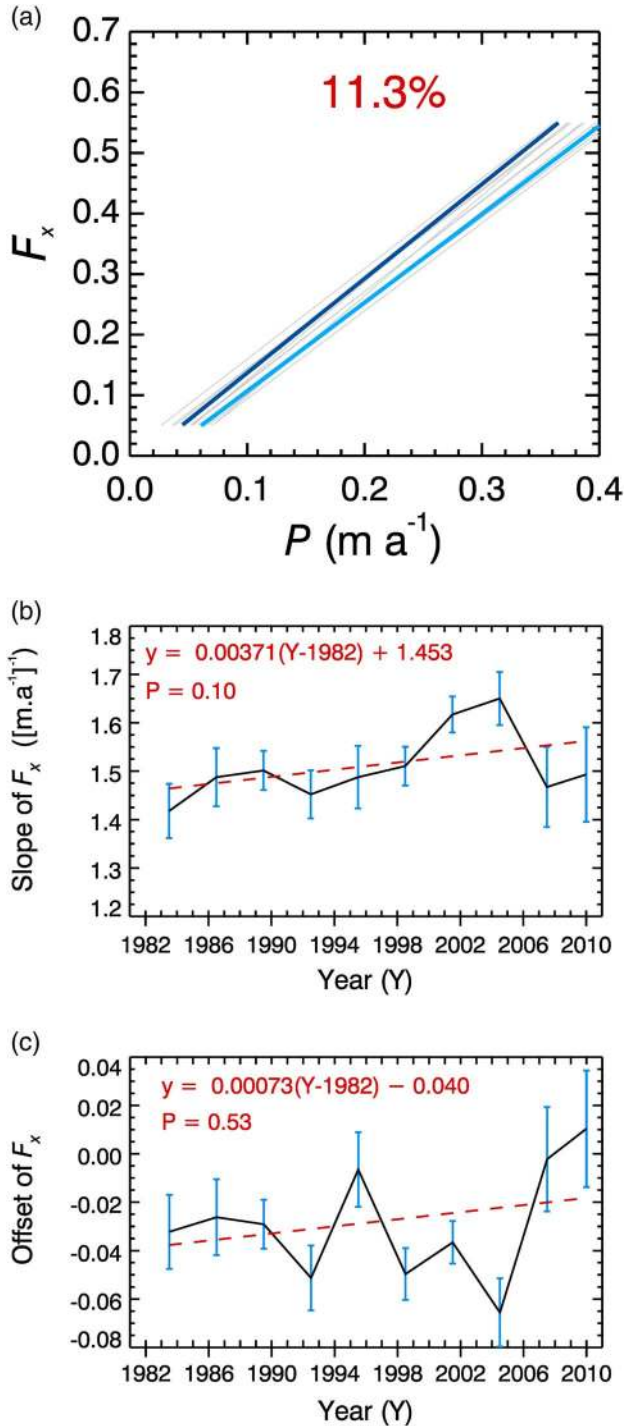 (a)
0.7
0.6
0.5
0.4
0.3
0.2
0.1
0.0
11.3%
Fx
0.0 0.1 0.2 0.3 0.4
P (m a⁻¹)
(b)
1.8
1.7
1.6
1.5
1.4
1.3
1.2
y = 0.00371(Y-1982) + 1.453
P = 0.10
Slope of Fx ([m.a⁻¹]⁻¹)
1982 1986 1990 1994 1998 2002 2006 2010
Year (Y)
(c)
0.04
0.02
0.00
-0.02
-0.04
-0.06
-0.08
y = 0.00073(Y-1982) − 0.040
P = 0.53
Offset of Fx
1982 1986 1990 1994 1998 2002 2006 2010
Year (Y)